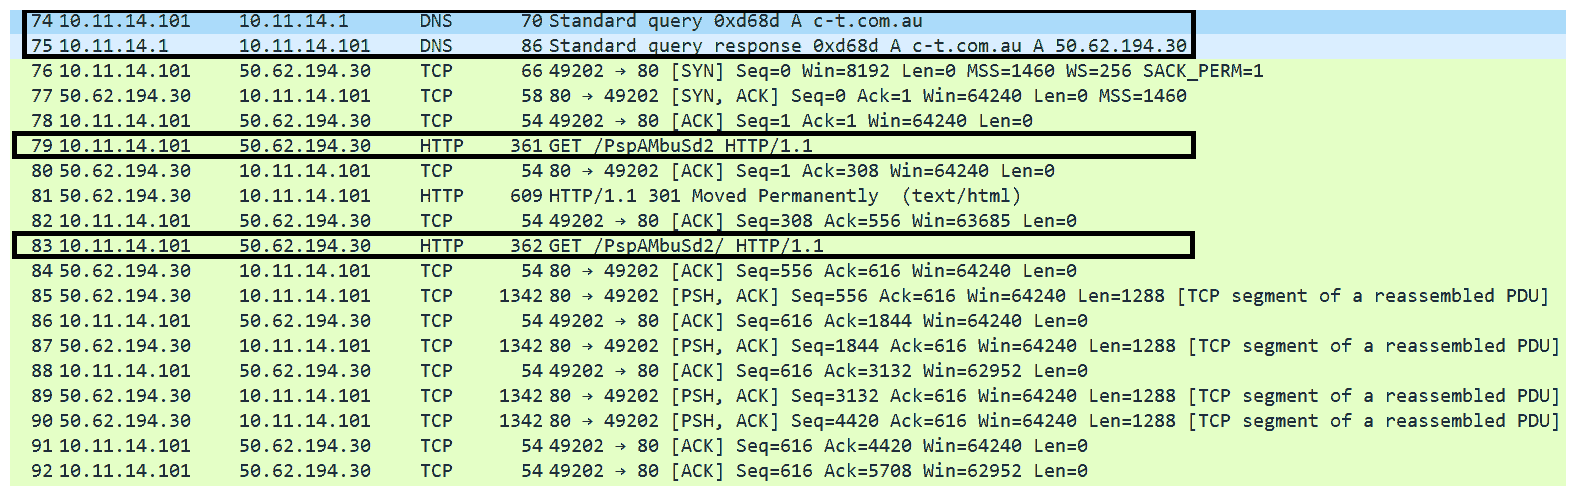 74 10.11.14.101 10.11.14.1 DNS 70 Standard query 0xd68d A c-t.com.au
75 10.11.14.1 10.11.14.101 DNS 86 Standard query response 0xd68d A c-t.com.au A 50.62.194.30
76 10.11.14.101 50.62.194.30 TCP 66 49202 → 80 [SYN] Seq=0 Win=8192 Len=0 MSS=1460 WS=256 SACK_PERM=1
77 50.62.194.30 10.11.14.101 TCP 58 80 → 49202 [SYN, ACK] Seq=0 Ack=1 Win=64240 Len=0 MSS=1460
78 10.11.14.101 50.62.194.30 TCP 54 49202 → 80 [ACK] Seq=1 Ack=1 Win=64240 Len=0
79 10.11.14.101 50.62.194.30 HTTP 361 GET /PspAMbuSd2 HTTP/1.1
80 50.62.194.30 10.11.14.101 TCP 54 80 → 49202 [ACK] Seq=1 Ack=308 Win=64240 Len=0
81 50.62.194.30 10.11.14.101 HTTP 609 HTTP/1.1 301 Moved Permanently (text/html)
82 10.11.14.101 50.62.194.30 TCP 54 49202 → 80 [ACK] Seq=308 Ack=556 Win=63685 Len=0
83 10.11.14.101 50.62.194.30 HTTP 362 GET /PspAMbuSd2/ HTTP/1.1
84 50.62.194.30 10.11.14.101 TCP 54 80 → 49202 [ACK] Seq=556 Ack=616 Win=64240 Len=0
85 50.62.194.30 10.11.14.101 TCP 1342 80 → 49202 [PSH, ACK] Seq=556 Ack=616 Win=64240 Len=1288 [TCP segment of a reassembled PDU]
86 10.11.14.101 50.62.194.30 TCP 54 49202 → 80 [ACK] Seq=616 Ack=1844 Win=64240 Len=0
87 50.62.194.30 10.11.14.101 TCP 1342 80 → 49202 [PSH, ACK] Seq=1844 Ack=616 Win=64240 Len=1288 [TCP segment of a reassembled PDU]
88 10.11.14.101 50.62.194.30 TCP 54 49202 → 80 [ACK] Seq=616 Ack=3132 Win=62952 Len=0
89 50.62.194.30 10.11.14.101 TCP 1342 80 → 49202 [PSH, ACK] Seq=3132 Ack=616 Win=64240 Len=1288 [TCP segment of a reassembled PDU]
90 50.62.194.30 10.11.14.101 TCP 1342 80 → 49202 [PSH, ACK] Seq=4420 Ack=616 Win=64240 Len=1288 [TCP segment of a reassembled PDU]
91 10.11.14.101 50.62.194.30 TCP 54 49202 → 80 [ACK] Seq=616 Ack=4420 Win=64240 Len=0
92 10.11.14.101 50.62.194.30 TCP 54 49202 → 80 [ACK] Seq=616 Ack=5708 Win=62952 Len=0